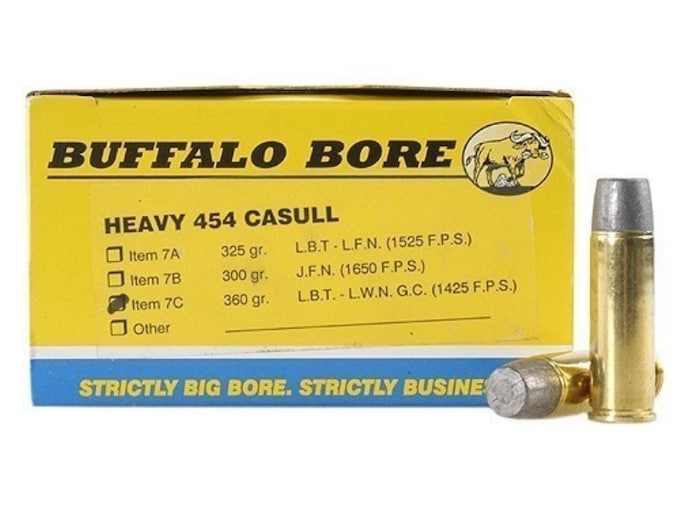 BUFFALO BORE
HEAVY 454 CASULL
Item 7A 325 gr. L.B.T - L.F.N. (1525 F.P.S.)
Item 7B 300 gr. J.F.N. (1650 F.P.S.)
Item 7C 360 gr. L.B.T. - L.W.N. G.C. (1425 F.P.S.)
Other
STRICTLY BIG BORE. STRICTLY BUSINE